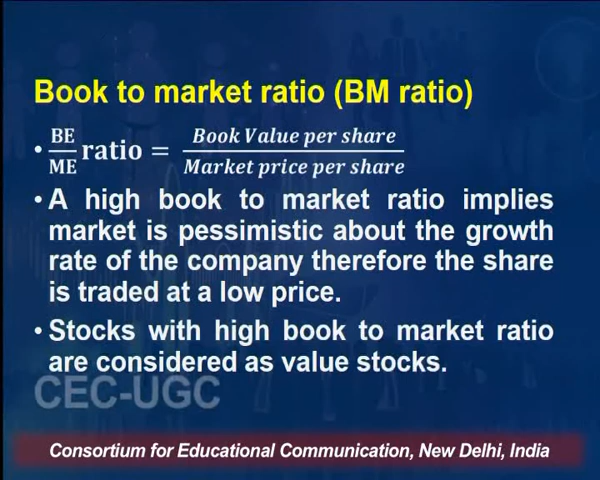 Book to market ratio (BM ratio)
• BE/ME ratio = Book Value per share / Market price per share
• A high book to market ratio implies
market is pessimistic about the growth
rate of the company therefore the share
is traded at a low price.
• Stocks with high book to market ratio
are considered as value stocks.
CEC-UGC
Consortium for Educational Communication, New Delhi, India